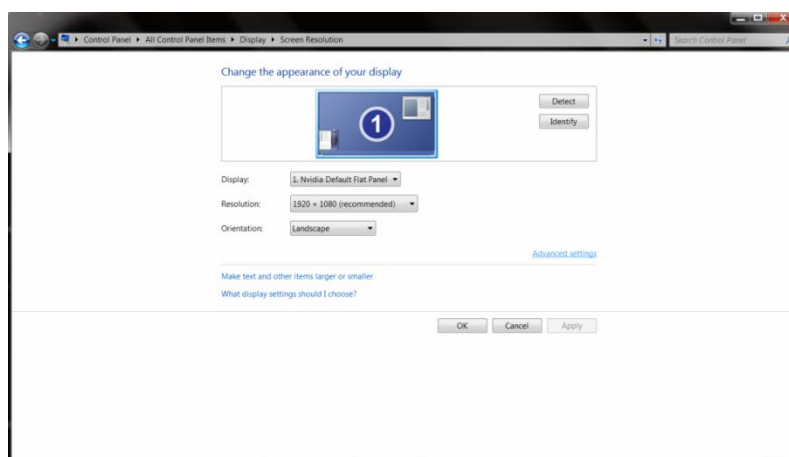 Control Panel ▸ All Control Panel Items ▸ Display ▸ Screen Resolution
Search Control Panel
Change the appearance of your display
1
Detect
Identify
Display: 1. Nvidia Default Flat Panel
Resolution: 1920 × 1080 (recommended)
Orientation: Landscape
Advanced settings
Make text and other items larger or smaller
What display settings should I choose?
OK Cancel Apply